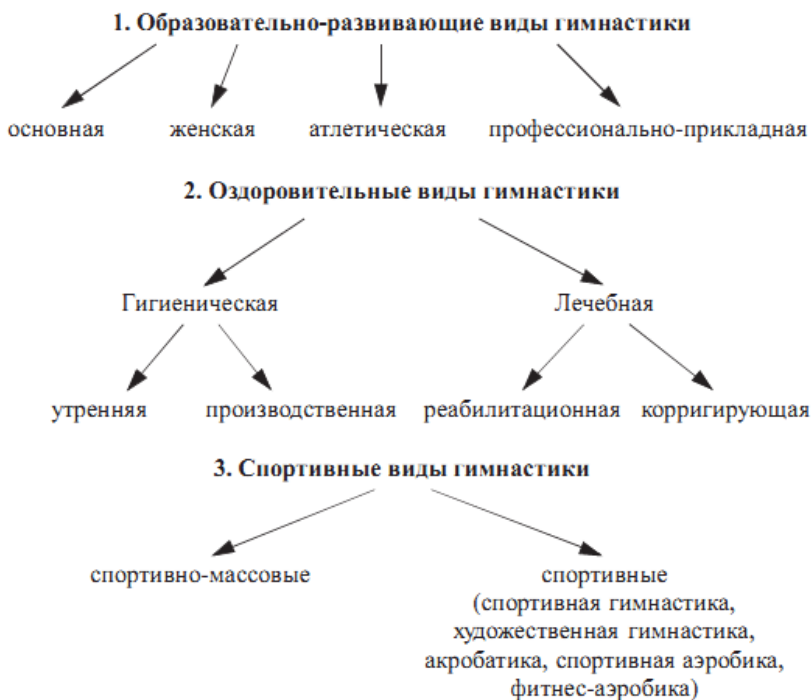 1. Образовательно-развивающие виды гимнастики
основная женская атлетическая профессионально-прикладная
2. Оздоровительные виды гимнастики
Гигиеническая Лечебная
утренняя производственная реабилитационная корригирующая
3. Спортивные виды гимнастики
спортивно-массовые спортивные
(спортивная гимнастика,
художественная гимнастика,
акробатика, спортивная аэробика,
фитнес-аэробика)